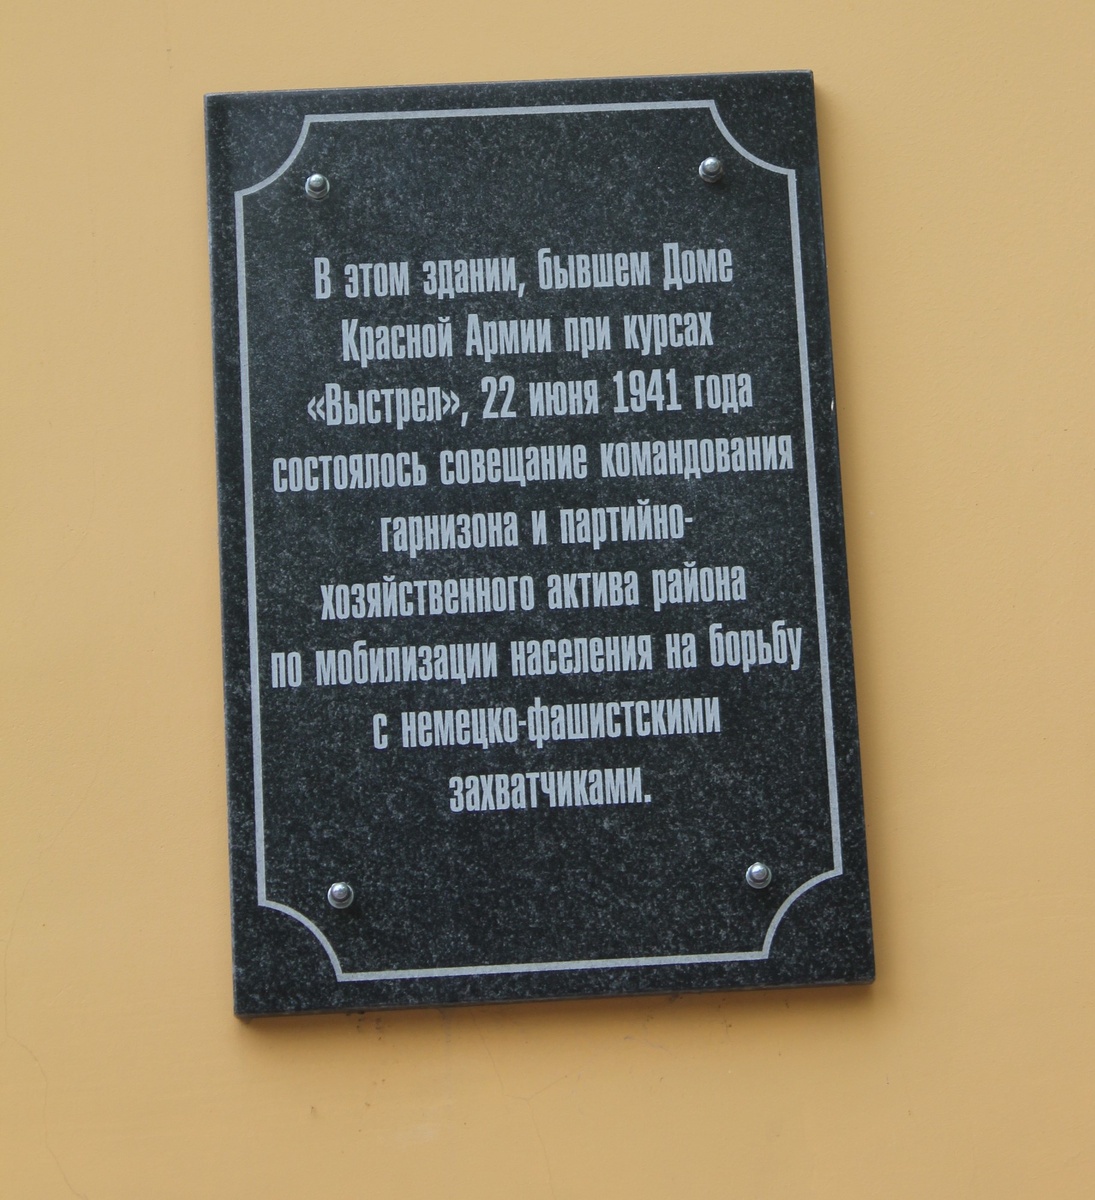 В этом здании, бывшем Доме
Красной Армии при курсах
«Выстрел», 22 июня 1941 года
состоялось совещание командования
гарнизона и партийно-
хозяйственного актива района
по мобилизации населения на борьбу
с немецко-фашистскими
захватчиками.